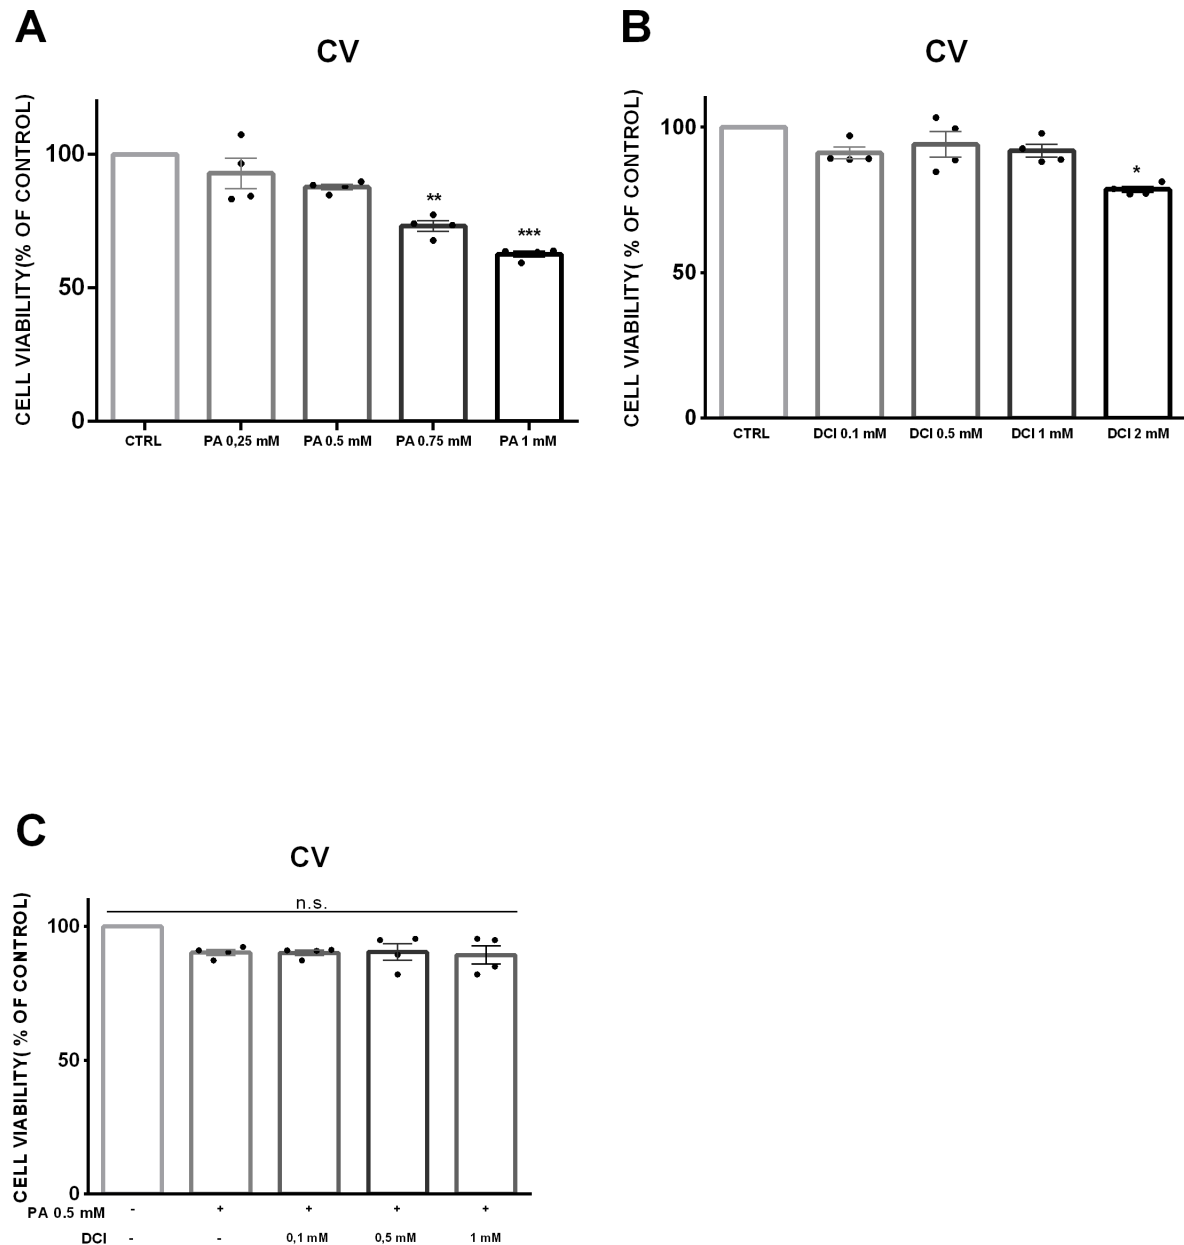 A
CV
CELL VIABILITY(% OF CONTROL)
100
50
0
**
***
CTRL PA 0,25 mM PA 0.5 mM PA 0.75 mM PA 1 mM
B
CV
CELL VIABILITY( % OF CONTROL)
100
50
0
*
CTRL DCI 0.1 mM DCI 0.5 mM DCI 1 mM DCI 2 mM
C
CV
CELL VIABILITY( % OF CONTROL)
n.s.
100
50
0
PA 0.5 mM - + + + +
DCI - - 0,1 mM 0,5 mM 1 mM